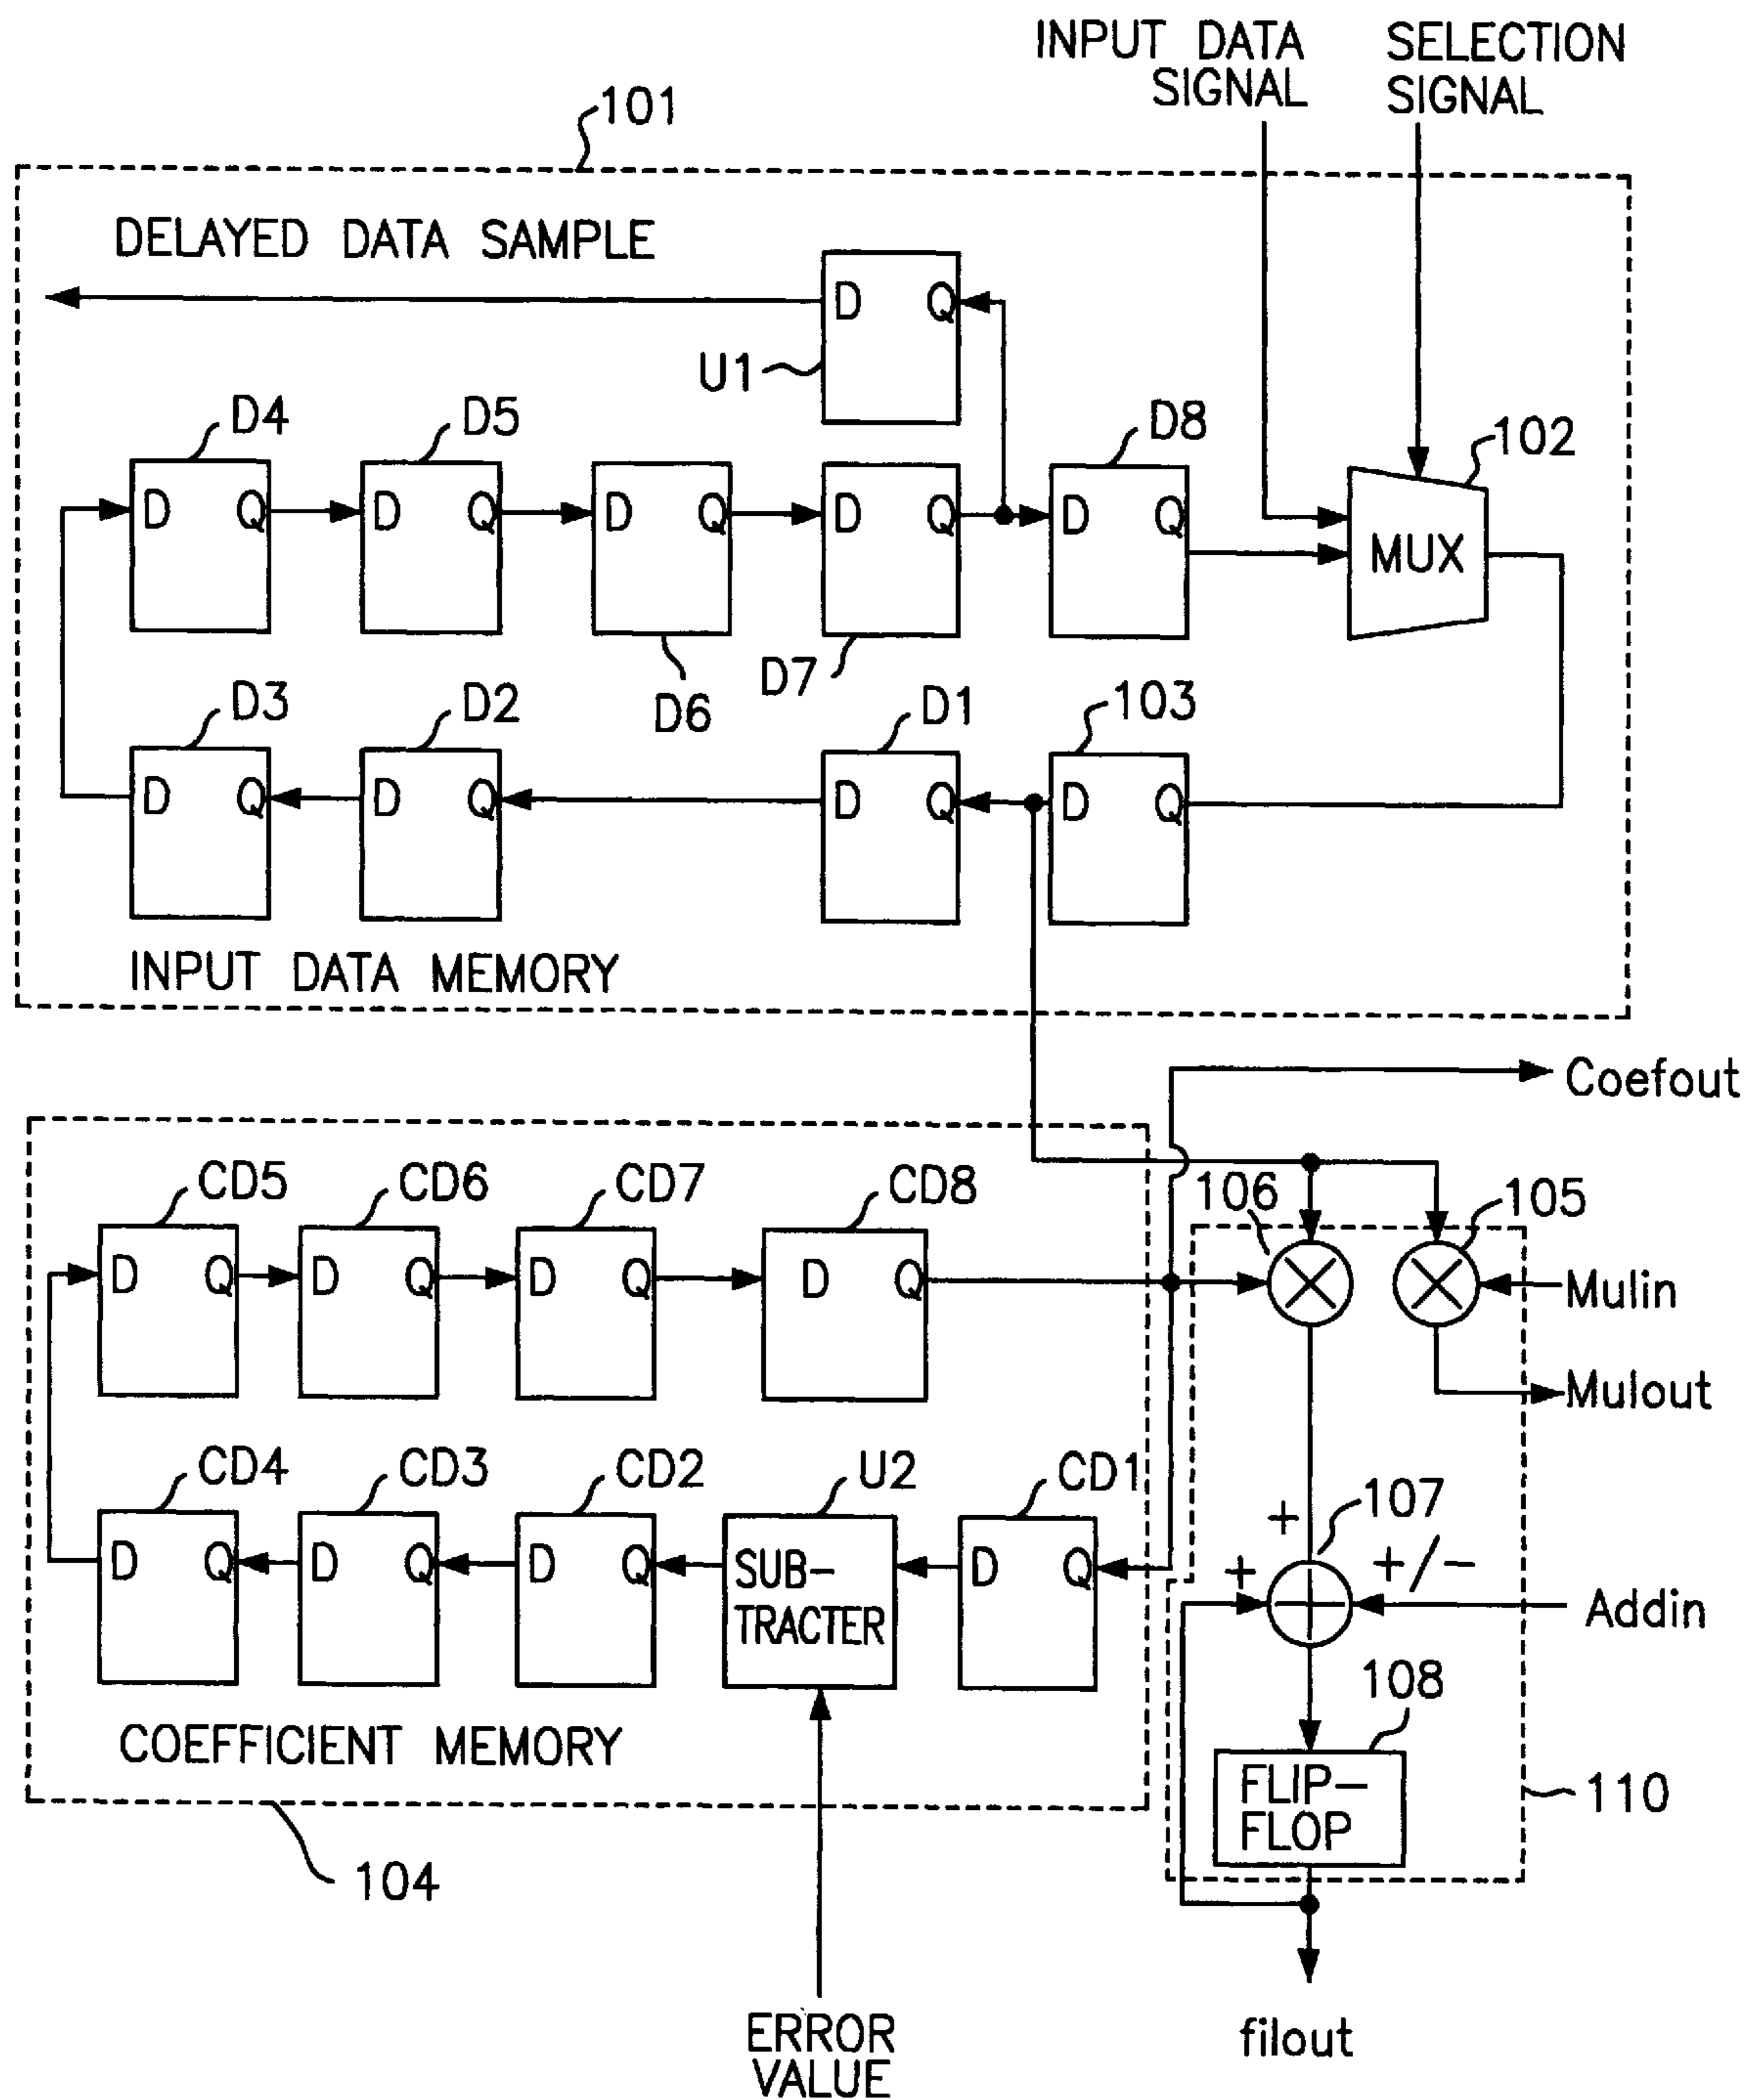 INPUT DATA SIGNAL
SELECTION SIGNAL
101
DELAYED DATA SAMPLE
D Q
U1
D4
D5
D8
102
D Q
D Q
D Q
D Q
D Q
MUX
D6
D7
D3
D2
D1
103
D Q
D Q
D Q
D Q
INPUT DATA MEMORY
Coefout
CD5
CD6
CD7
CD8
106
105
D Q
D Q
D Q
D Q
Mulin
Mulout
CD4
CD3
CD2
U2
CD1
107
+
+
+/-
D Q
D Q
D Q
SUB-
TRACTER
D Q
Addin
108
COEFFICIENT MEMORY
FLIP-
FLOP
110
104
ERROR
VALUE
filout